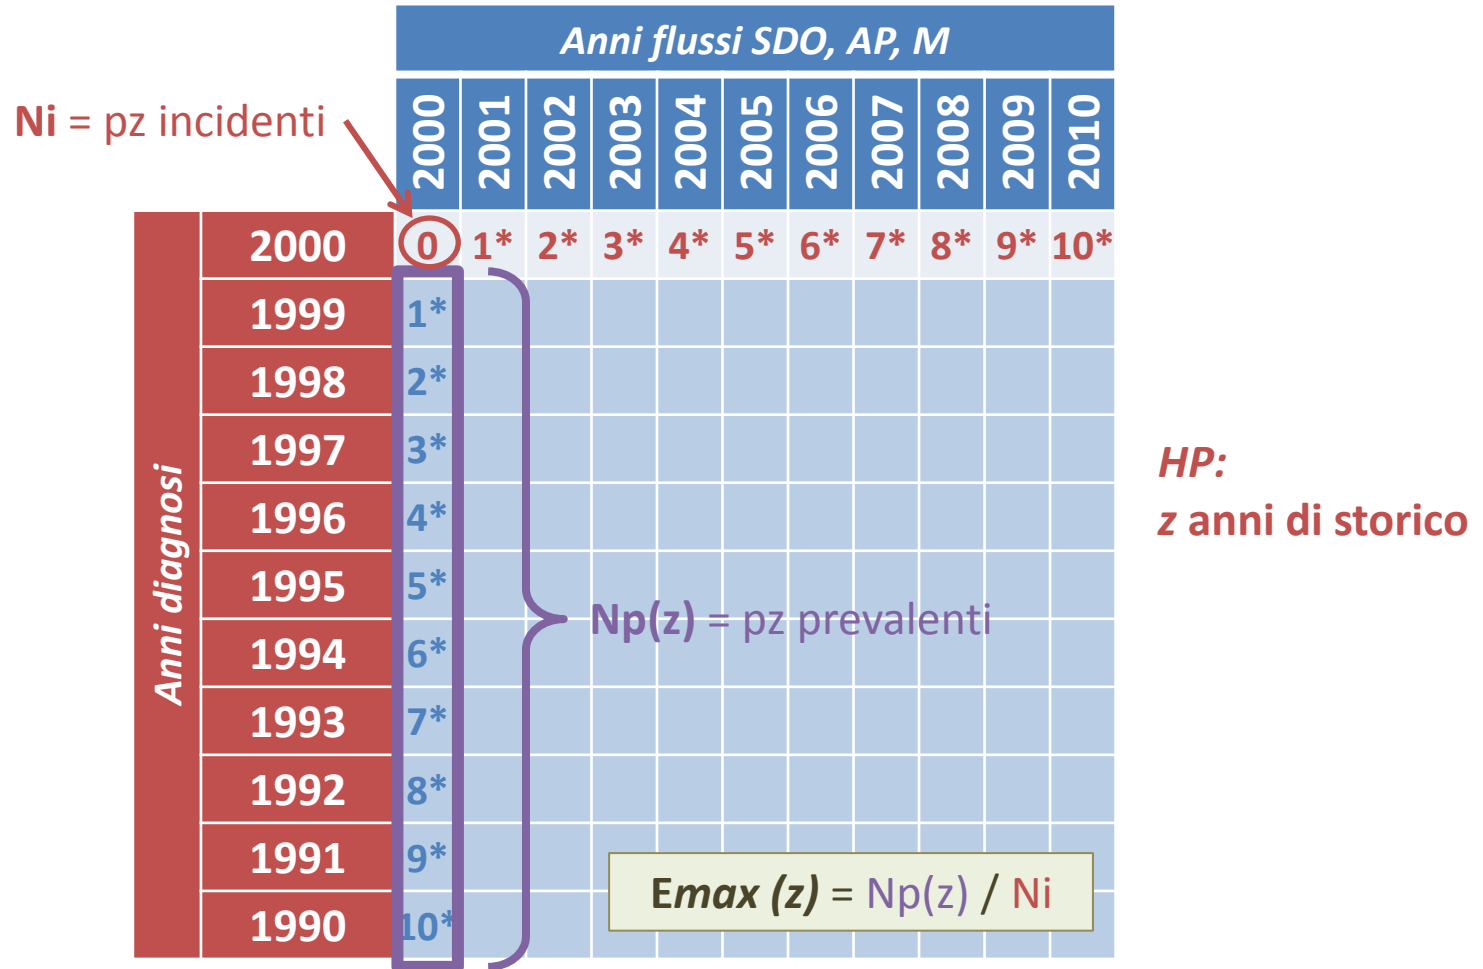 Anni flussi SDO, AP, M
Ni = pz incidenti
2000 2001 2002 2003 2004 2005 2006 2007 2008 2009 2010
Anni diagnosi
2000 0 1* 2* 3* 4* 5* 6* 7* 8* 9* 10*
1999 1*
1998 2*
1997 3*
1996 4*
1995 5*
1994 6*
1993 7*
1992 8*
1991 9*
1990 10*
Np(z) = pz prevalenti
HP:
z anni di storico
Emax (z) = Np(z) / Ni